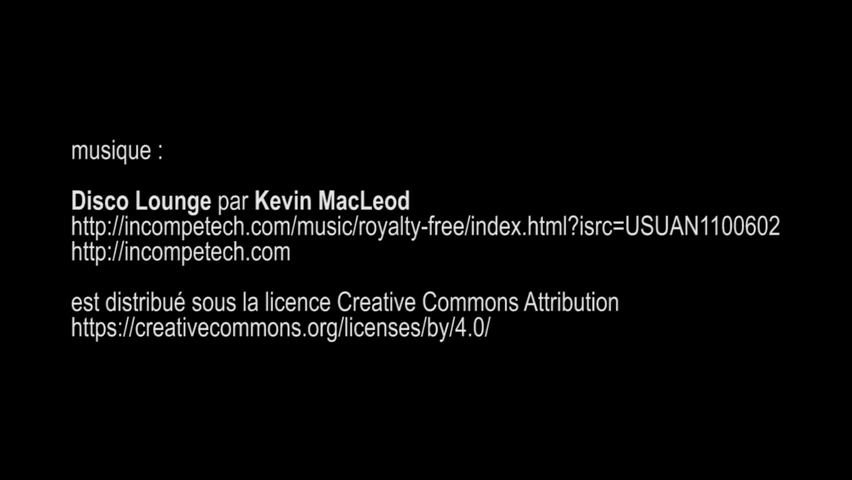 musique :
Disco Lounge par Kevin MacLeod
http://incompetech.com/music/royalty-free/index.html?isrc=USUAN1100602
http://incompetech.com
est distribué sous la licence Creative Commons Attribution
https://creativecommons.org/licenses/by/4.0/